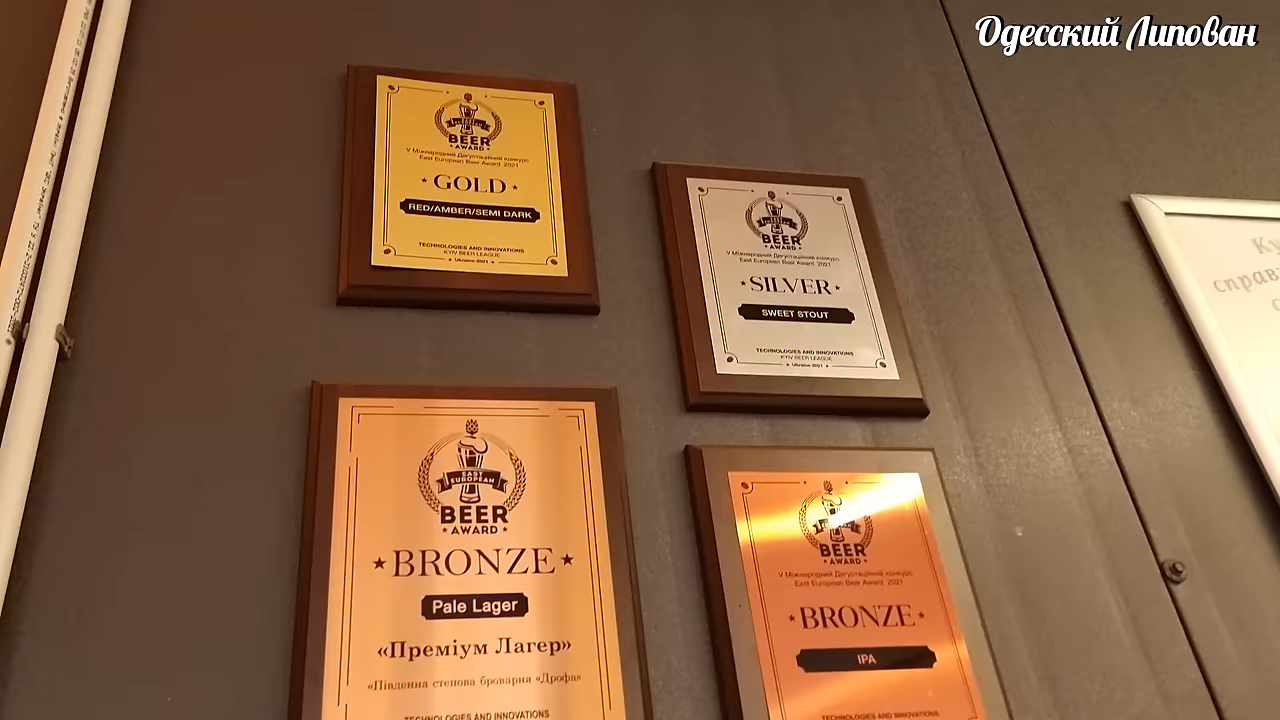 Одесский Липован
BEER
AWARD
V Міжнародний Дегустаційний конкурс
East European Beer Award 2021
GOLD
RED/AMBER/SEMI DARK
TECHNOLOGIES AND INNOVATIONS
KYIV BEER LEAGUE
Ukraine-2021
BEER
AWARD
V Міжнародний Дегустаційний конкурс
East European Beer Award '2021
SILVER
SWEET STOUT
TECHNOLOGIES AND INNOVATIONS
KYIV BEER LEAGUE
Ukraine-2021
EAST
EUROPEAN
BEER
AWARD
BRONZE
Pale Lager
«Преміум Лагер»
«Південна степова броварня «Дрофа»
TECHNOLOGIES AND INNOVATIONS
BEER
AWARD
V Міжнародний Дегустаційний конкурс
East European Beer Award 2021
BRONZE
IPA
TECHNOLOGIES AND INNOVATIONS